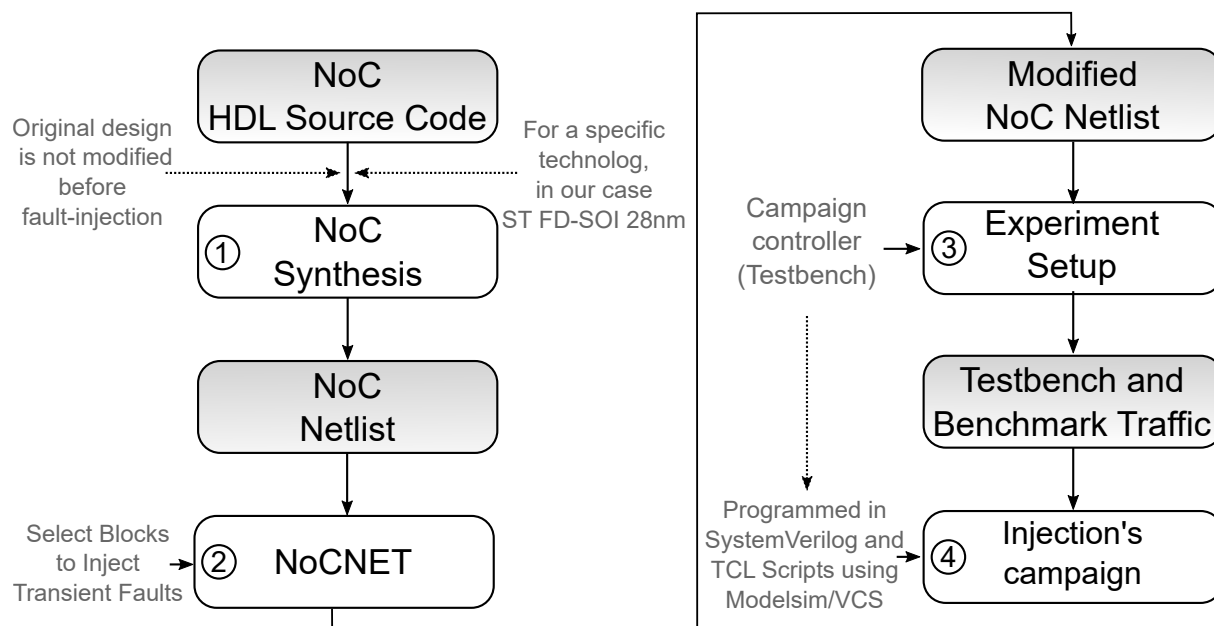 NoC
HDL Source Code
Original design
is not modified
before
fault-injection
For a specific
technolog,
in our case
ST FD-SOI 28nm
1
NoC
Synthesis
NoC
Netlist
Select Blocks
to Inject
Transient Faults
2
NoCNET
Modified
NoC Netlist
Campaign
controller
(Testbench)
3
Experiment
Setup
Testbench and
Benchmark Traffic
Programmed in
SystemVerilog and
TCL Scripts using
Modelsim/VCS
4
Injection's
campaign